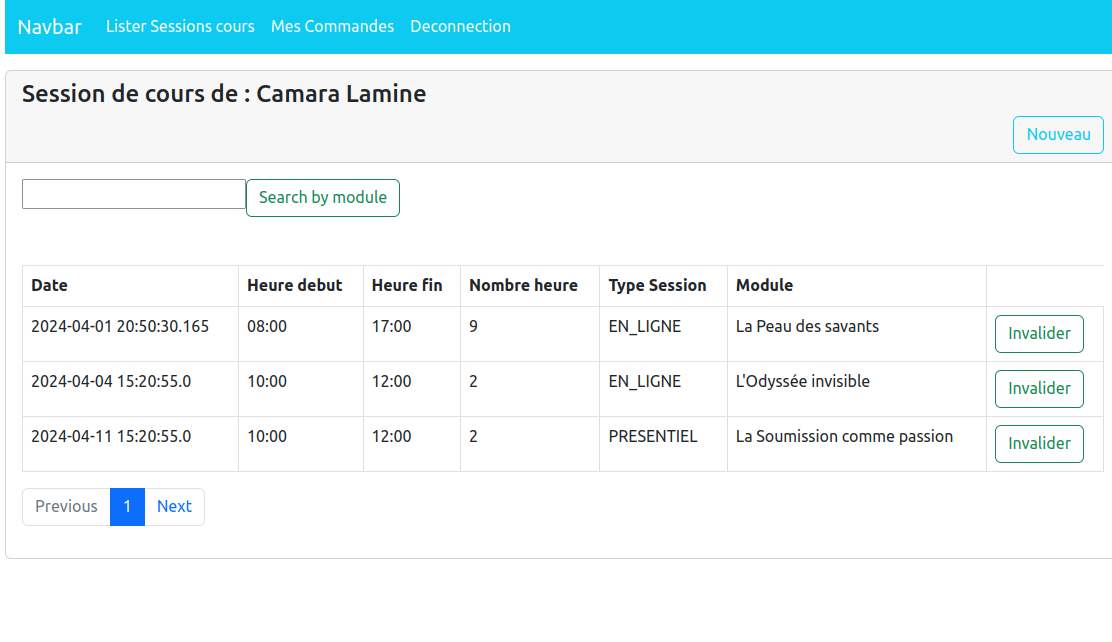 Navbar Lister Sessions cours Mes Commandes Deconnection
Session de cours de : Camara Lamine
Nouveau
Search by module
Date Heure debut Heure fin Nombre heure Type Session Module
2024-04-01 20:50:30.165 08:00 17:00 9 EN_LIGNE La Peau des savants Invalider
2024-04-04 15:20:55.0 10:00 12:00 2 EN_LIGNE L'Odyssée invisible Invalider
2024-04-11 15:20:55.0 10:00 12:00 2 PRESENTIEL La Soumission comme passion Invalider
Previous 1 Next